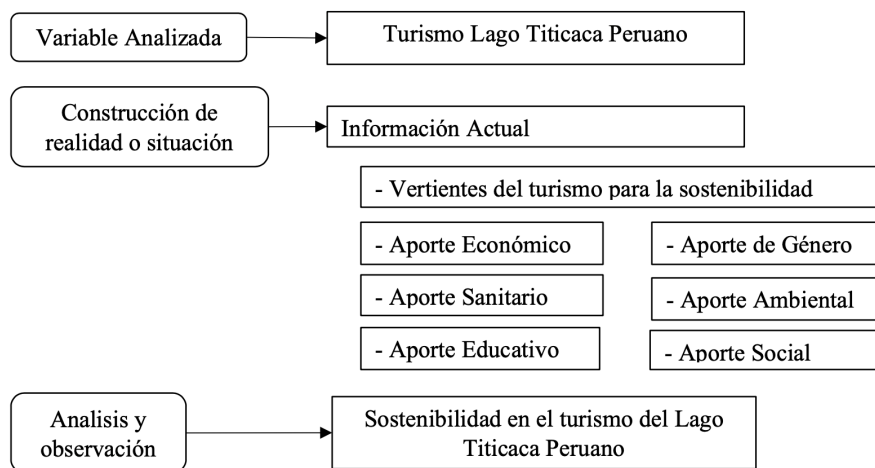 Variable Analizada
Turismo Lago Titicaca Peruano
Construcción de
realidad o situación
Información Actual
- Vertientes del turismo para la sostenibilidad
- Aporte Económico
- Aporte de Género
- Aporte Sanitario
- Aporte Ambiental
- Aporte Educativo
- Aporte Social
Analisis y
observación
Sostenibilidad en el turismo del Lago
Titicaca Peruano